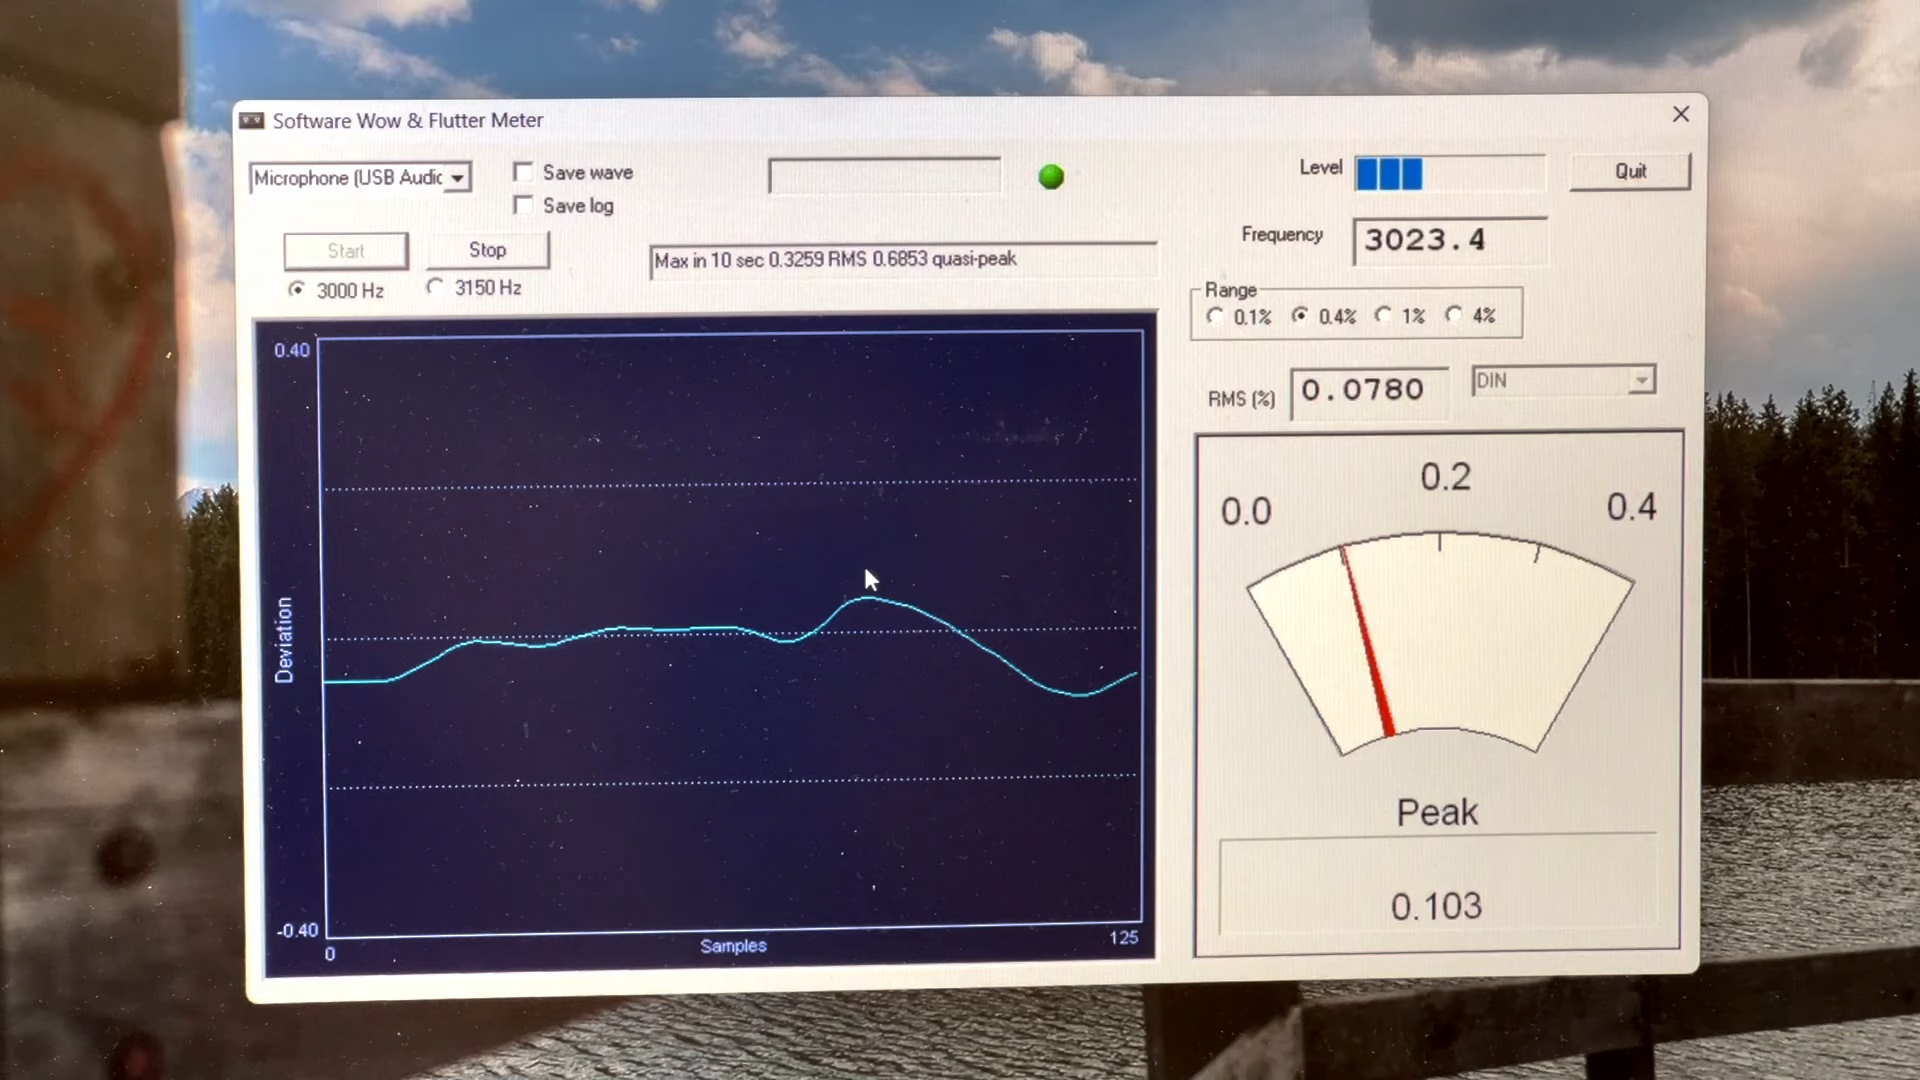 Software Wow & Flutter Meter
Microphone (USB Audic
Save wave
Save log
Level
Quit
Start
Stop
Frequency
3023.4
Max in 10 sec 0.3259 RMS 0.6853 quasi-peak
3000 Hz
3150 Hz
Range
0.1%
0.4%
1%
4%
RMS (%)
0.0780
DIN
0.40
Deviation
-0.40
0
Samples
125
0.0
0.2
0.4
Peak
0.103